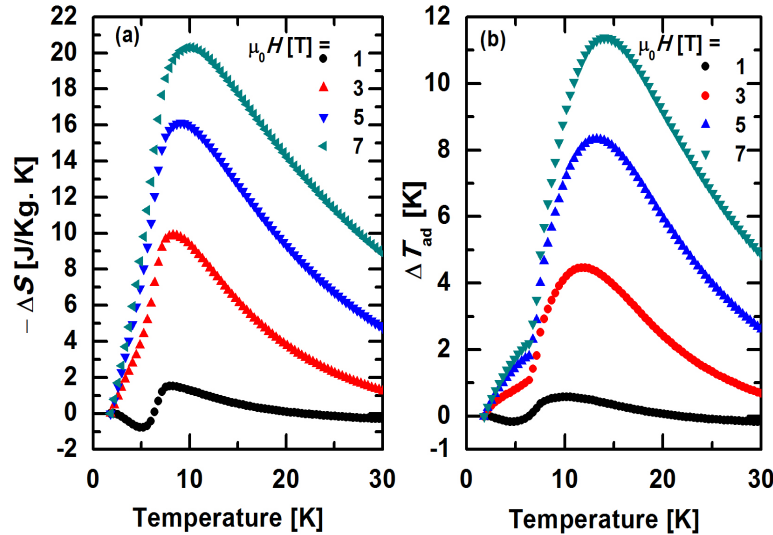 (a)
μ₀H [T] =
1
3
5
7
− ΔS [J/Kg. K]
22
20
18
16
14
12
10
8
6
4
2
0
-2
0 10 20 30
Temperature [K]
(b)
μ₀H [T] =
1
3
5
7
ΔT_ad [K]
12
10
8
6
4
2
0
0 10 20 30
Temperature [K]